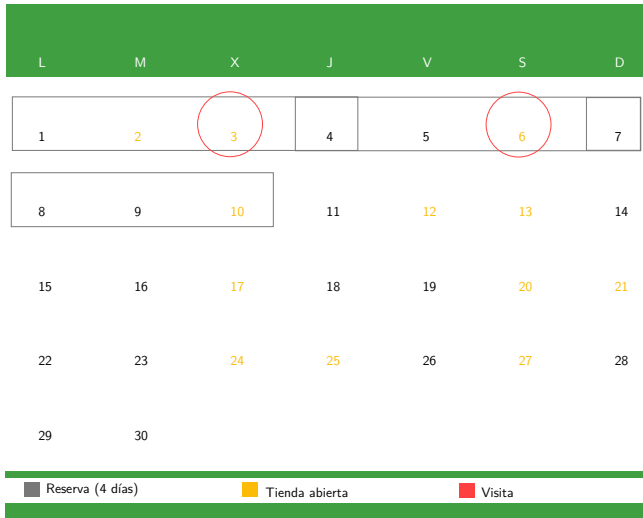 L M X J V S D
1 2 3 4 5 6 7
8 9 10 11 12 13 14
15 16 17 18 19 20 21
22 23 24 25 26 27 28
29 30
Reserva (4 días) Tienda abierta Visita